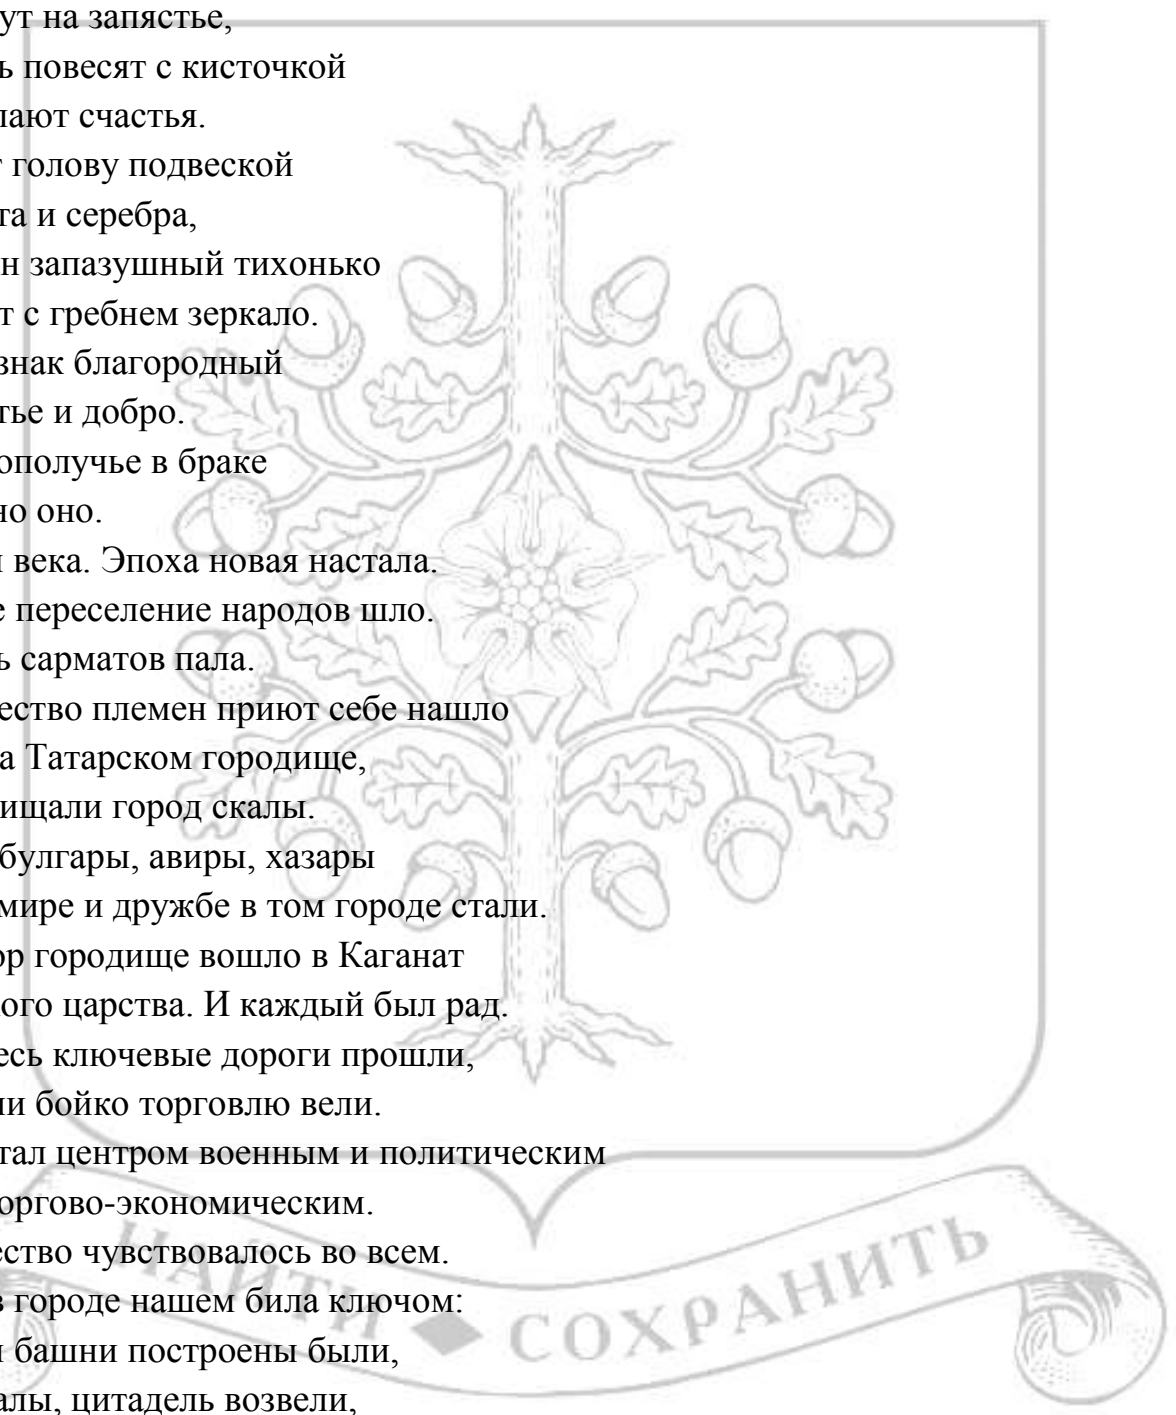 ут на запястье,
ь повесят с кисточкой
лают счастья.
т голову подвеской
та и серебра,
н запазушный тихонько
т с гребнем зеркало.
знак благородный
тье и добро.
ополучье в браке
но оно.
и века. Эпоха новая настала.
е переселение народов шло.
ь сарматов пала.
ество племен приют себе нашло
а Татарском городище,
ищали город скалы.
булгары, авиры, хазары
мире и дружбе в том городе стали.
ор городище вошло в Каганат
кого царства. И каждый был рад.
есь ключевые дороги прошли,
ли бойко торговлю вели.
тал центром военным и политическим
оргово-экономическим.
ество чувствовалось во всем.
в городе нашем била ключом:
и башни построены были,
алы, цитадель возвели,
НАЙТИ ◆ СОХРАНИТЬ